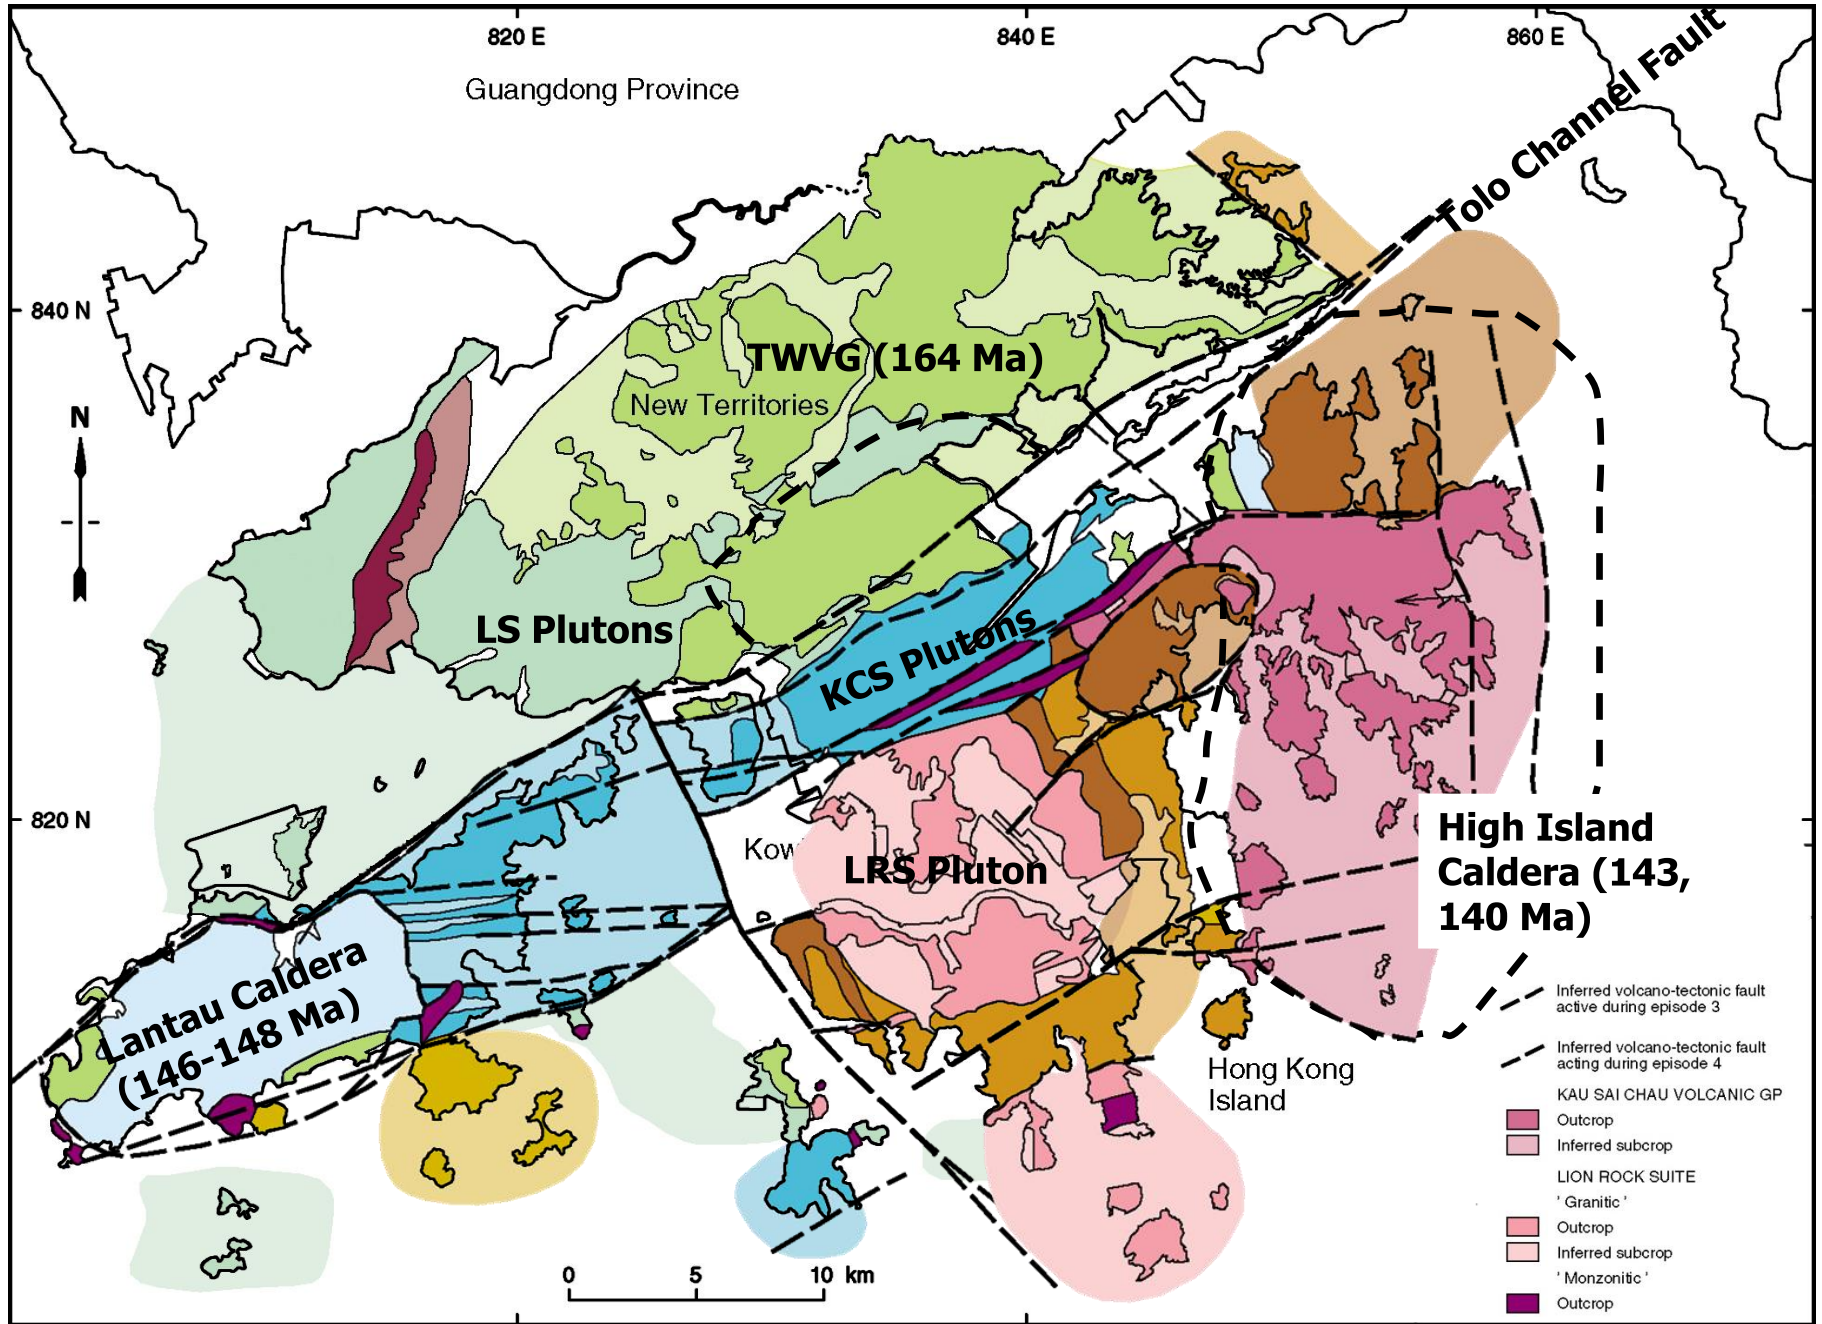 820 E
840 E
860 E
Guangdong Province
Tolo Channel Fault
840 N
TWVG (164 Ma)
New Territories
N
LS Plutons
KCS Plutons
820 N
Kow
LRS Pluton
High Island
Caldera (143,
140 Ma)
Lantau Caldera
(146-148 Ma)
Hong Kong
Island
Inferred volcano-tectonic fault
active during episode 3
Inferred volcano-tectonic fault
acting during episode 4
KAU SAI CHAU VOLCANIC GP
Outcrop
Inferred subcrop
LION ROCK SUITE
' Granitic '
Outcrop
Inferred subcrop
' Monzonitic '
Outcrop
0 5 10 km